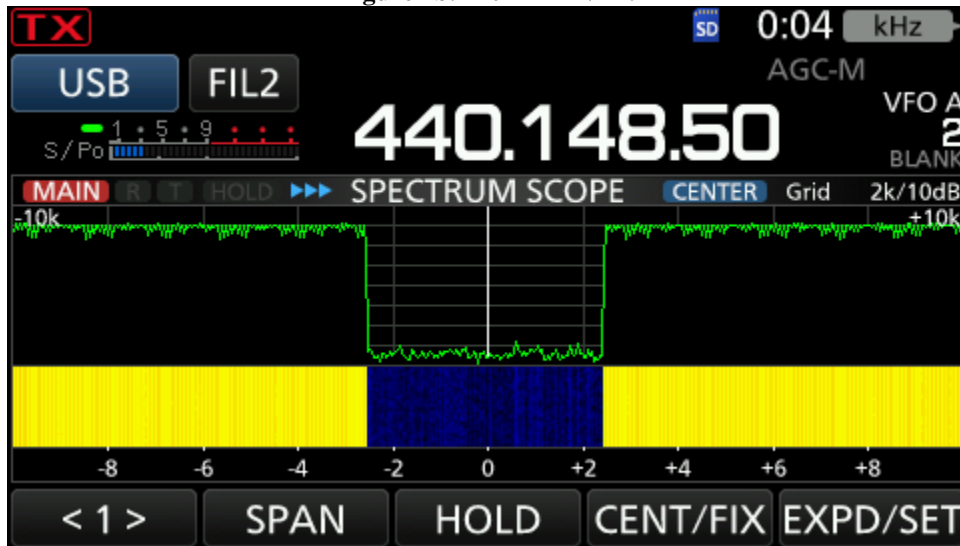 TX SD 0:04 kHz
USB FIL2 AGC-M
440.148.50 VFO A
2
BLANK
1 • 5 • 9
S/Po
MAIN R T HOLD SPECTRUM SCOPE CENTER Grid 2k/10dB
-10k +10k
-8 -6 -4 -2 0 +2 +4 +6 +8
< 1 > SPAN HOLD CENT/FIX EXPD/SET